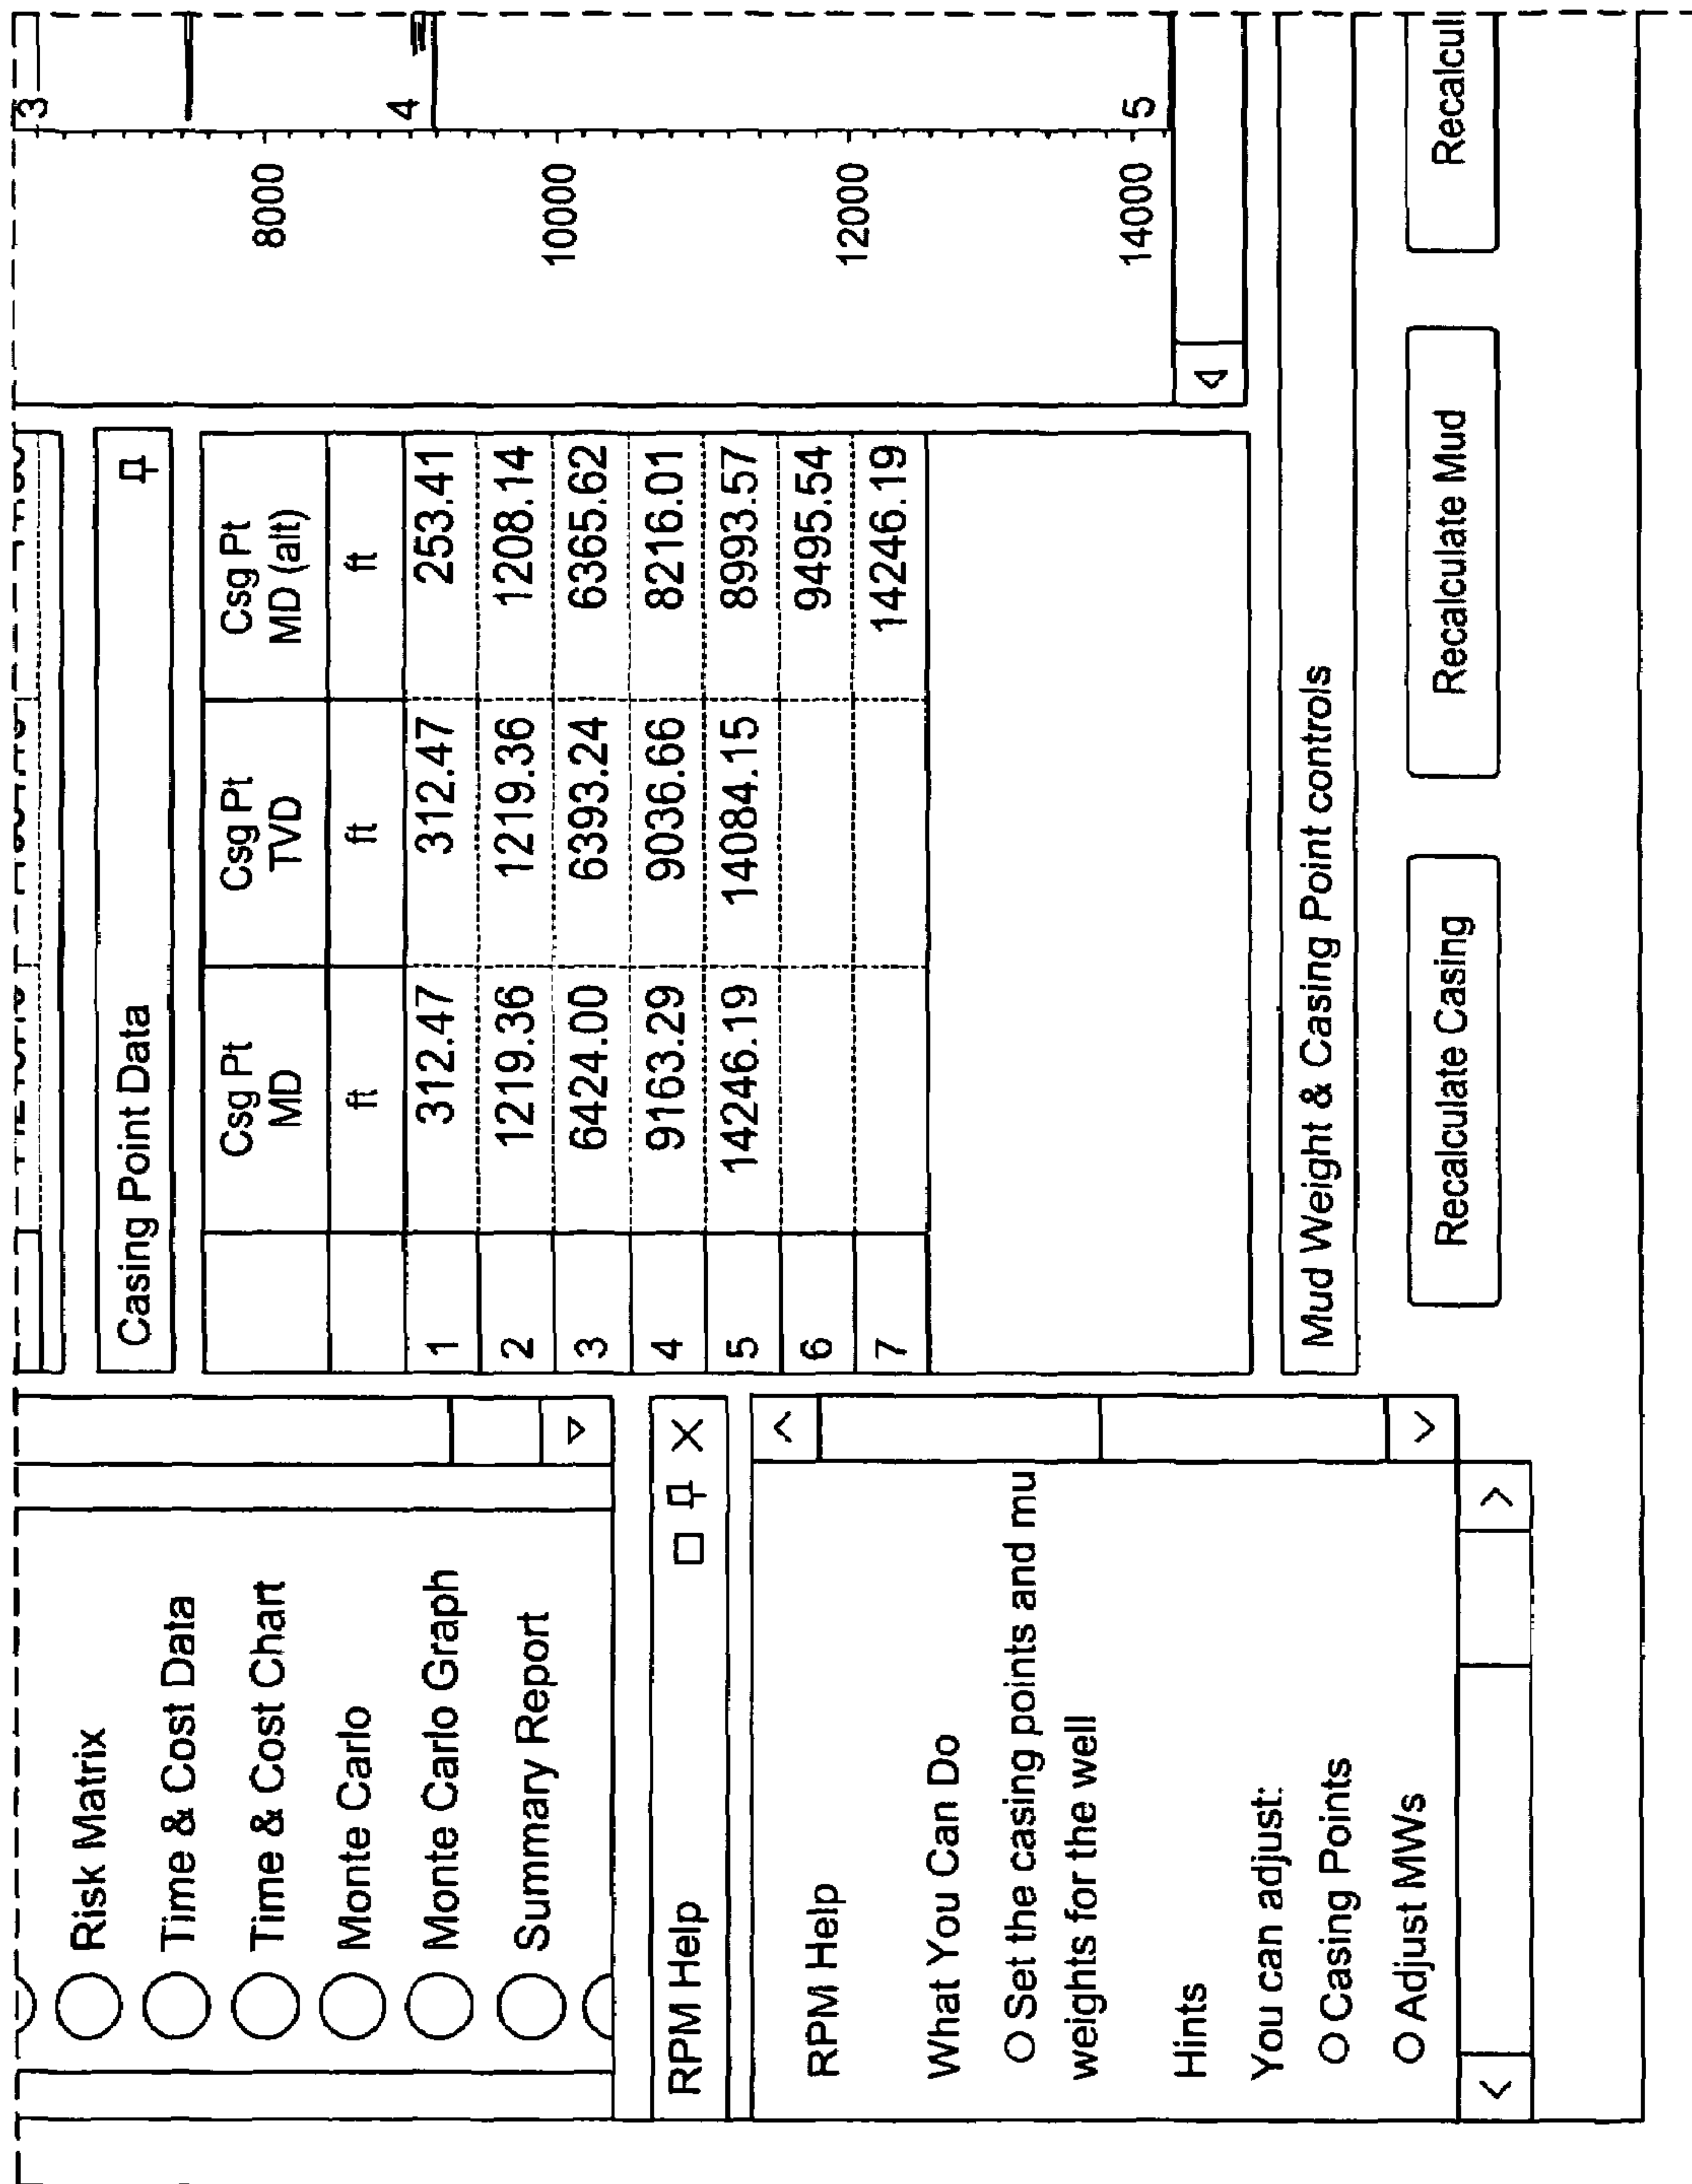 Risk Matrix
Time & Cost Data
Time & Cost Chart
Monte Carlo
Monte Carlo Graph
Summary Report
RPM Help
RPM Help
What You Can Do
Set the casing points and mu
weights for the well
Hints
You can adjust:
Casing Points
Adjust MWs
Casing Point Data
Csg Pt MD Csg Pt TVD Csg Pt MD (alt)
ft ft ft
1 312.47 312.47 253.41
2 1219.36 1219.36 1208.14
3 6424.00 6393.24 6365.62
4 9163.29 9036.66 8216.01
5 14246.19 14084.15 8993.57
6 9495.54
7 14246.19
3
8000
4
10000
12000
14000 5
Mud Weight & Casing Point controls
Recalculate Casing Recalculate Mud Recalcul